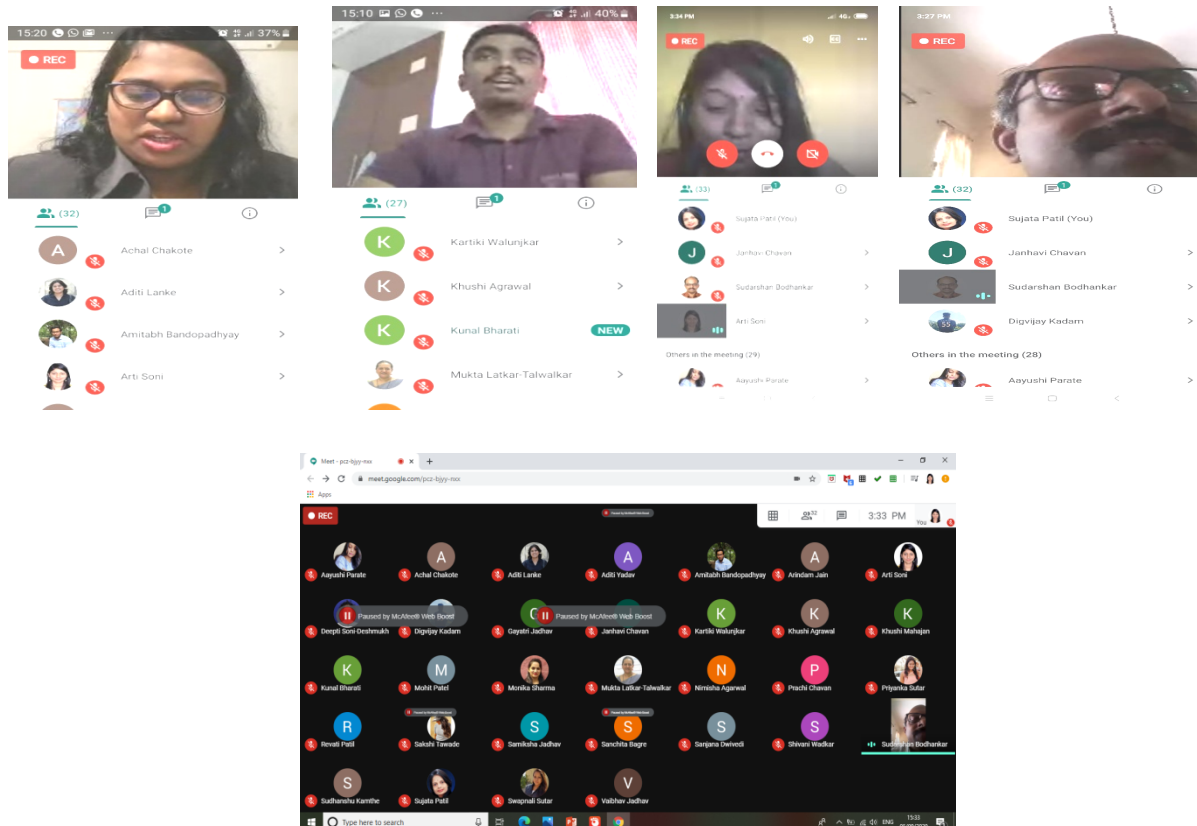 15:20 37%
REC
(32) 1
A Achal Chakote
Aditi Lanke
Amitabh Bandopadhyay
Arti Soni
15:10 40%
(27) 1
K Kartiki Walunjkar
K Khushi Agrawal
K Kunal Bharati NEW
Mukta Latkar-Talwalkar
3:34 PM
REC
(33) 1
Sujata Patil (You)
J Janhavi Chavan
Sudarshan Bodhankar
Arti Soni
Others in the meeting (29)
Aayushi Parate
3:27 PM
REC
(32) 1
Sujata Patil (You)
J Janhavi Chavan
Sudarshan Bodhankar
Digvijay Kadam
Others in the meeting (28)
Aayushi Parate
Meet - pcz-bjyy-nxx
meet.google.com/pcz-bjyy-nxx
Apps
REC 32 3:33 PM You
A A A
Aayushi Parate Achal Chakote Aditi Lanke Aditi Yadav Amitabh Bandopadhyay Arindam Jain Arti Soni
Paused by McAfee® Web Boost Paused by McAfee® Web Boost K K K
Deepti Soni-Deshmukh Digvijay Kadam Gayatri Jadhav Janhavi Chavan Kartiki Walunjkar Khushi Agrawal Khushi Mahajan
K M N P
Kunal Bharati Mohit Patel Monika Sharma Mukta Latkar-Talwalkar Nimisha Agarwal Prachi Chavan Priyanka Sutar
R S S S S
Revati Patil Sakshi Tawade Samiksha Jadhav Sanchita Bagre Sanjana Dwivedi Shivani Wadkar Sudarshan Bodhankar
S V
Sudhanshu Kamthe Sujata Patil Swapnali Sutar Vaibhav Jadhav
Type here to search ENG 15:33